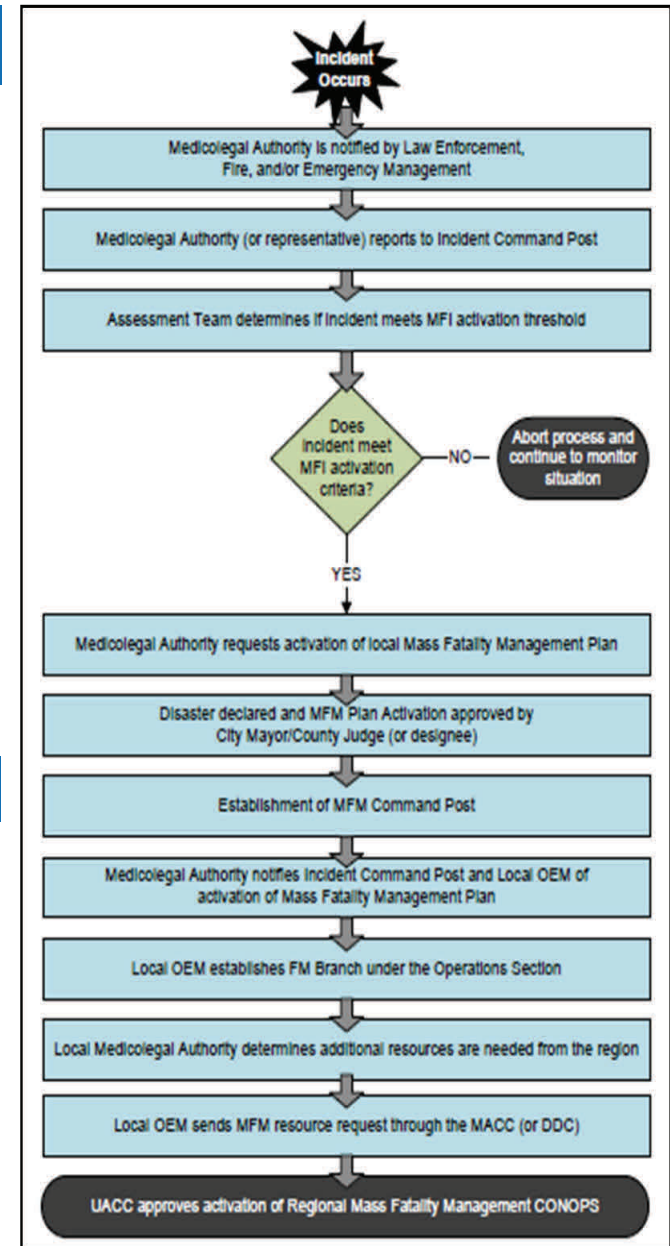 Incident
Occurs
Medicolegal Authority is notified by Law Enforcement,
Fire, and/or Emergency Management
Medicolegal Authority (or representative) reports to Incident Command Post
Assessment Team determines if incident meets MFI activation threshold
Does
incident meet
MFI activation
criteria?
NO
Abort process and
continue to monitor
situation
YES
Medicolegal Authority requests activation of local Mass Fatality Management Plan
Disaster declared and MFM Plan Activation approved by
City Mayor/County Judge (or designee)
Establishment of MFM Command Post
Medicolegal Authority notifies Incident Command Post and Local OEM of
activation of Mass Fatality Management Plan
Local OEM establishes FM Branch under the Operations Section
Local Medicolegal Authority determines additional resources are needed from the region
Local OEM sends MFM resource request through the MACC (or DDC)
UACC approves activation of Regional Mass Fatality Management CONOPS